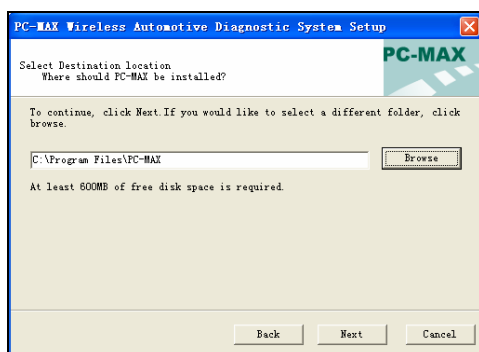 PC-MAX Wireless Automotive Diagnostic System Setup
PC-MAX
Select Destination location
Where should PC-MAX be installed?
To continue, click Next.If you would like to select a different folder, click
browse.
C:\Program Files\PC-MAX
Browse
At least 600MB of free disk space is required.
Back Next Cancel